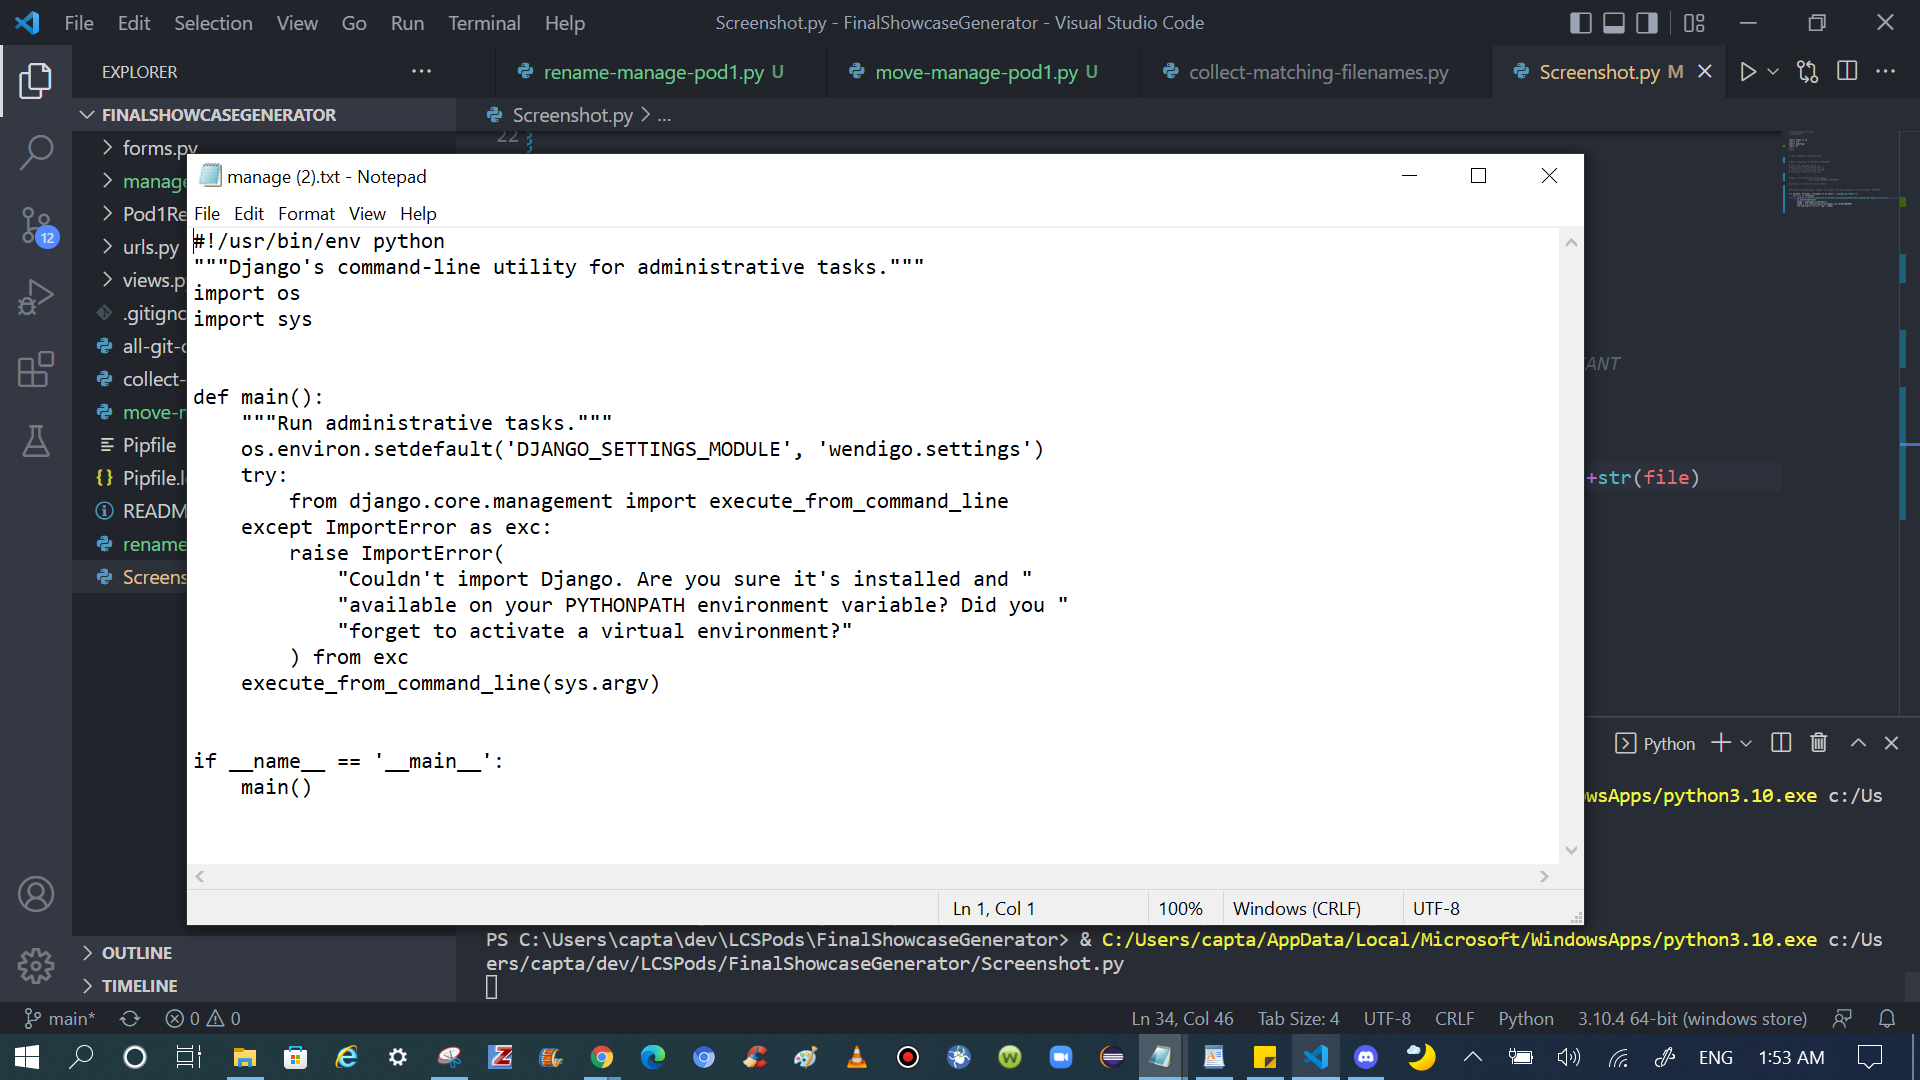 File Edit Selection View Go Run Terminal Help
Screenshot.py - FinalShowcaseGenerator - Visual Studio Code
EXPLORER
rename-manage-pod1.py U
move-manage-pod1.py U
collect-matching-filenames.py
Screenshot.py M
FINALSHOWCASEGENERATOR
Screenshot.py > ...
22
forms.py
manage
Pod1Re
urls.py
views.p
.gitigno
all-git-c
collect-
move-r
Pipfile
Pipfile.l
READM
rename
Screens
12
manage (2).txt - Notepad
File Edit Format View Help
#!/usr/bin/env python
"""Django's command-line utility for administrative tasks."""
import os
import sys
def main():
    """Run administrative tasks."""
    os.environ.setdefault('DJANGO_SETTINGS_MODULE', 'wendigo.settings')
    try:
        from django.core.management import execute_from_command_line
    except ImportError as exc:
        raise ImportError(
            "Couldn't import Django. Are you sure it's installed and "
            "available on your PYTHONPATH environment variable? Did you "
            "forget to activate a virtual environment?"
        ) from exc
    execute_from_command_line(sys.argv)
if __name__ == '__main__':
    main()
Ln 1, Col 1
100%
Windows (CRLF)
UTF-8
ANT
+str(file)
Python
wsApps/python3.10.exe c:/Us
PS C:\Users\capta\dev\LCSPods\FinalShowcaseGenerator> & C:/Users/capta/AppData/Local/Microsoft/WindowsApps/python3.10.exe c:/Us
ers/capta/dev/LCSPods/FinalShowcaseGenerator/Screenshot.py
OUTLINE
TIMELINE
main* 0 0
Ln 34, Col 46
Tab Size: 4
UTF-8
CRLF
Python
3.10.4 64-bit (windows store)
ENG
1:53 AM